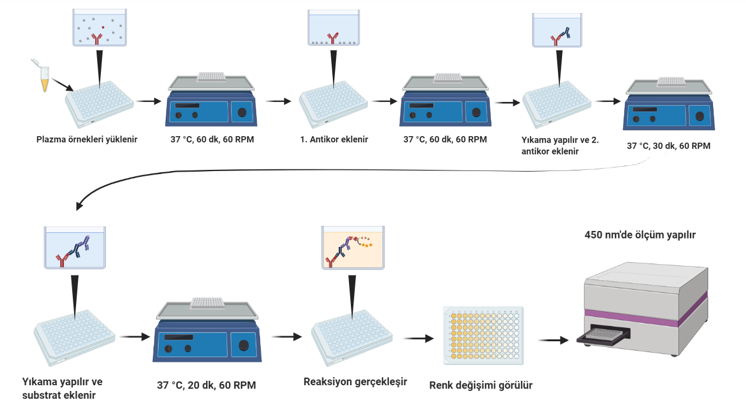 Plazma örnekleri yüklenir
37 °C, 60 dk, 60 RPM
1. Antikor eklenir
37 °C, 60 dk, 60 RPM
Yıkama yapılır ve 2.
antikor eklenir
37 °C, 30 dk, 60 RPM
450 nm'de ölçüm yapılır
Yıkama yapılır ve
substrat eklenir
37 °C, 20 dk, 60 RPM
Reaksiyon gerçekleşir
Renk değişimi görülür